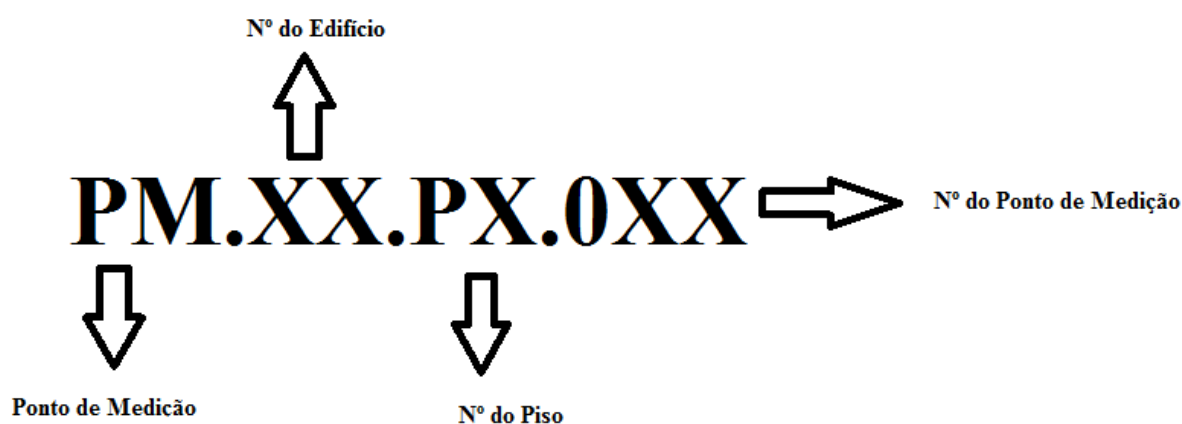 Nº do Edifício
PM.XX.PX.0XX
Nº do Ponto de Medição
Ponto de Medição
Nº do Piso